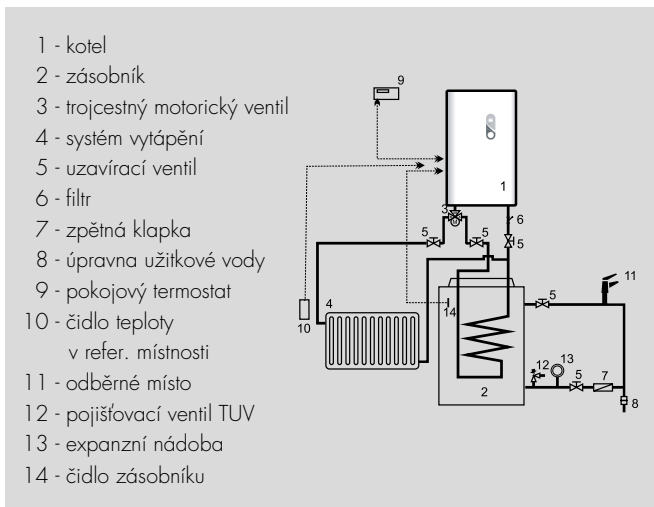 1 - kotel
2 - zásobník
3 - trojcestný motorický ventil
4 - systém vytápění
5 - uzavírací ventil
6 - filtr
7 - zpětná klapka
8 - úpravna užitkové vody
9 - pokojový termostat
10 - čidlo teploty
v refer. místnosti
11 - odběrné místo
12 - pojišťovací ventil TUV
13 - expanzní nádoba
14 - čidlo zásobníku
9
1
3
6
5
5
5
4
10
14
5
11
12
13
5
7
2
8